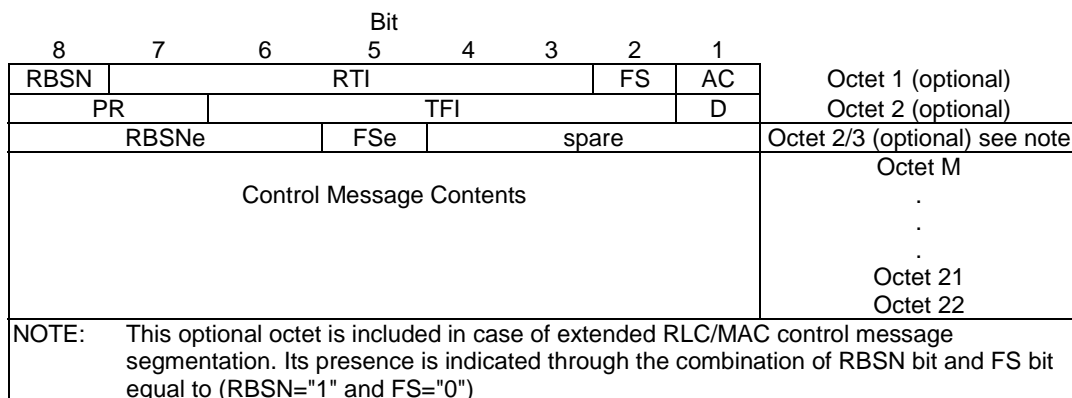 Bit
8 7 6 5 4 3 2 1
RBSN RTI FS AC Octet 1 (optional)
PR TFI D Octet 2 (optional)
RBSNe FSe spare Octet 2/3 (optional) see note
Octet M
Control Message Contents .
.
.
Octet 21
Octet 22
NOTE: This optional octet is included in case of extended RLC/MAC control message
segmentation. Its presence is indicated through the combination of RBSN bit and FS bit
equal to (RBSN="1" and FS="0")